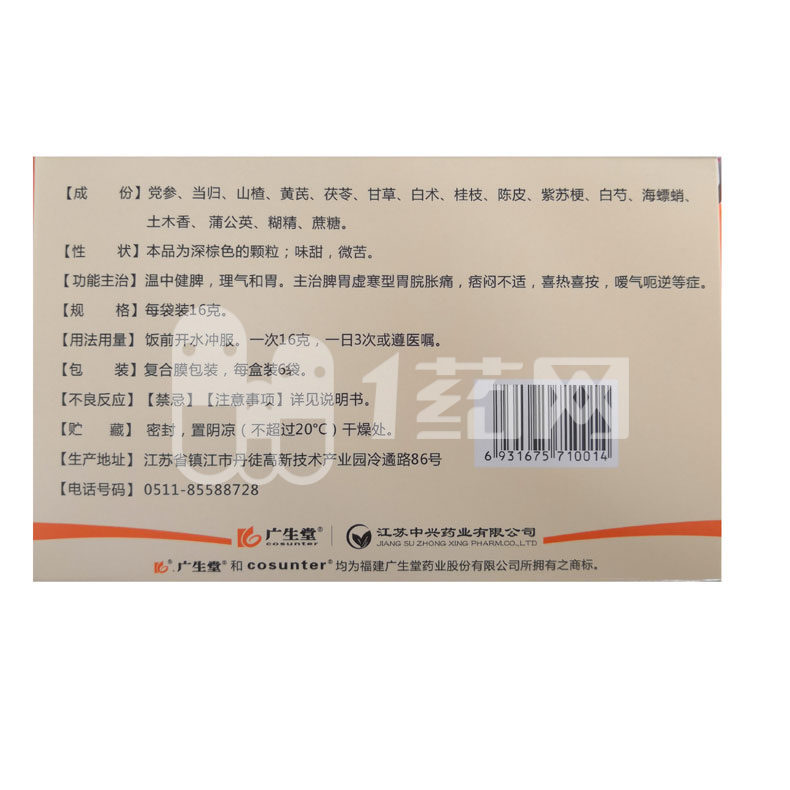 【成 份】党参、当归、山楂、黄芪、茯苓、甘草、白术、桂枝、陈皮、紫苏梗、白芍、海螵蛸、
土木香、蒲公英、糊精、蔗糖。
【性 状】本品为深棕色的颗粒；味甜，微苦。
【功能主治】温中健脾，理气和胃。主治脾胃虚寒型胃脘胀痛，痞闷不适，喜热喜按，嗳气呃逆等症。
【规 格】每袋装16克。
【用法用量】饭前开水冲服。一次16克，一日3次或遵医嘱。
【包 装】复合膜包装，每盒装6袋。
【不良反应】【禁忌】【注意事项】详见说明书。
【贮 藏】密封，置阴凉（不超过20℃）干燥处。
【生产地址】江苏省镇江市丹徒高新技术产业园冷遹路86号
【电话号码】0511-85588728
1药网
6 931675 710014
广生堂® cosunter
江苏中兴药业有限公司
JIANG SU ZHONG XING PHARM.CO.,LTD
广生堂®和cosunter®均为福建广生堂药业股份有限公司所拥有之商标。